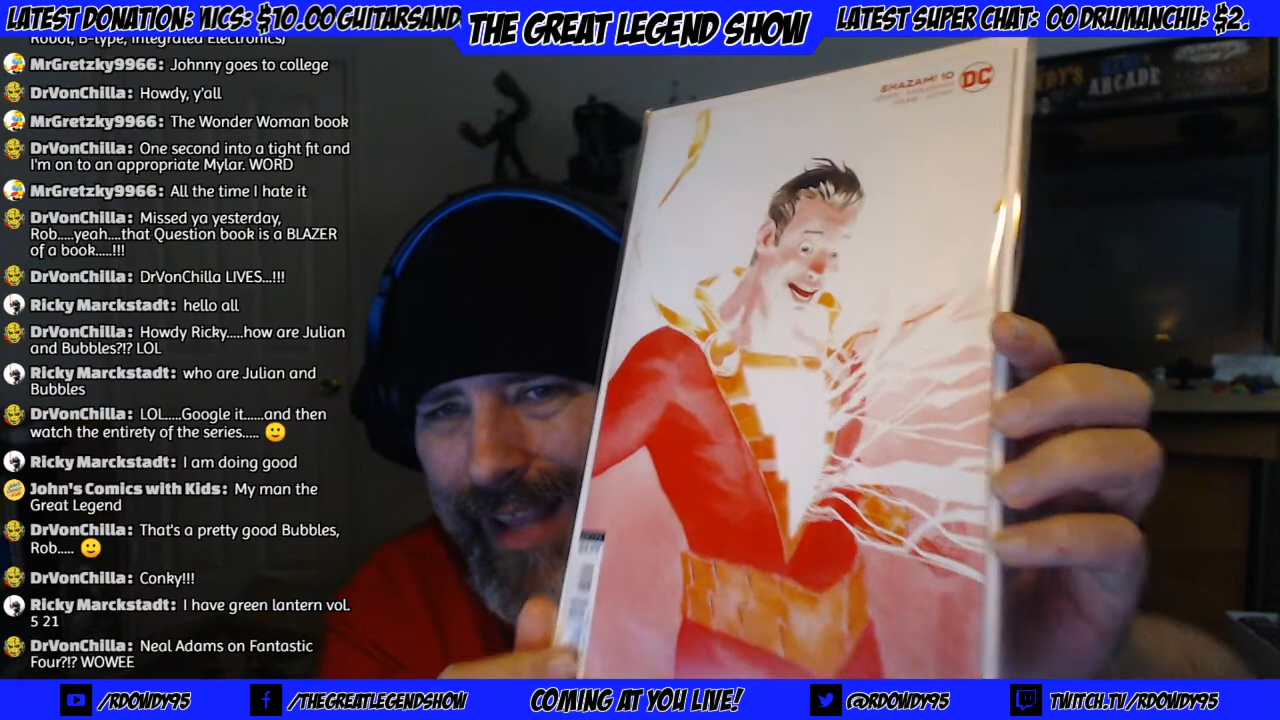 LATEST DONATION: MICS: $10.00 GUITARSAND
THE GREAT LEGEND SHOW
LATEST SUPER CHAT: 00 DRUMANCHU: $2.
Robot, B-type, Integrated Electronics)
MrGretzky9966: Johnny goes to college
DrVonChilla: Howdy, y'all
MrGretzky9966: The Wonder Woman book
DrVonChilla: One second into a tight fit and
I'm on to an appropriate Mylar. WORD
MrGretzky9966: All the time I hate it
DrVonChilla: Missed ya yesterday,
Rob.....yeah....that Question book is a BLAZER
of a book.....!!!
DrVonChilla: DrVonChilla LIVES...!!!
Ricky Marckstadt: hello all
DrVonChilla: Howdy Ricky.....how are Julian
and Bubbles?!? LOL
Ricky Marckstadt: who are Julian and
Bubbles
DrVonChilla: LOL.....Google it......and then
watch the entirety of the series..... 🙂
Ricky Marckstadt: I am doing good
John's Comics with Kids: My man the
Great Legend
DrVonChilla: That's a pretty good Bubbles,
Rob..... 🙂
DrVonChilla: Conky!!!
Ricky Marckstadt: I have green lantern vol.
5 21
DrVonChilla: Neal Adams on Fantastic
Four?!? WOWEE
SHAZAM! 10
DC
ARCADE
/RDOWDY95
/THEGREATLEGENDSHOW
COMING AT YOU LIVE!
@RDOWDY95
TWITCH.TV/RDOWDY95